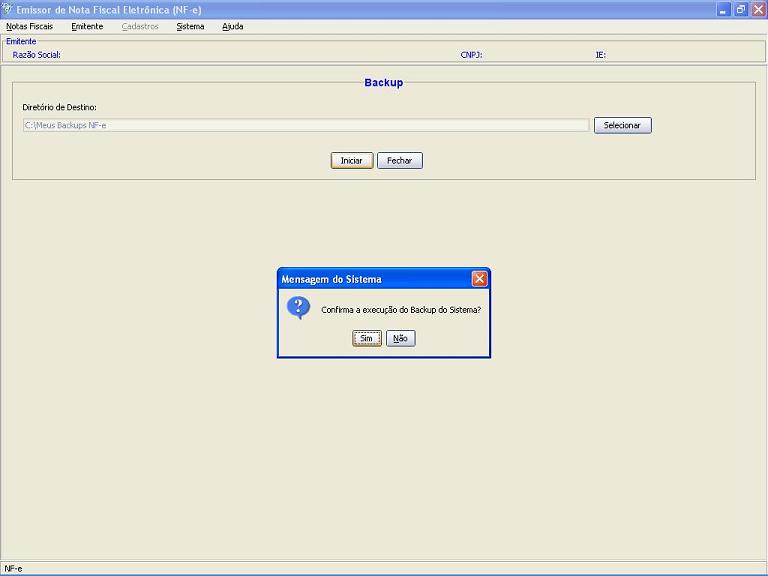 Emissor de Nota Fiscal Eletrônica (NF-e)
Notas Fiscais Emitente Cadastros Sistema Ajuda
Emitente
Razão Social: CNPJ: IE:
Backup
Diretório de Destino:
C:\Meus Backups NF-e Selecionar
Iniciar Fechar
Mensagem do Sistema
? Confirma a execução do Backup do Sistema?
Sim Não
NF-e